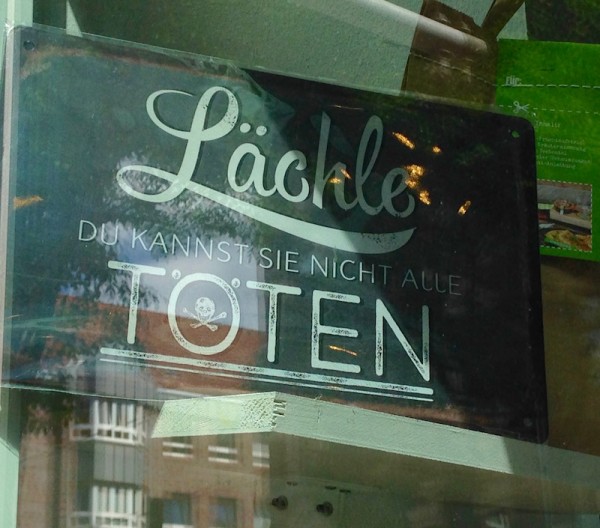 Lächle
DU KANNST SIE NICHT ALLE
TÖTEN